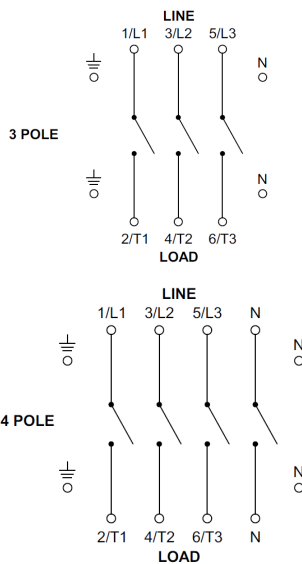 LINE
1/L1 3/L2 5/L3
N
3 POLE
N
2/T1 4/T2 6/T3
LOAD
LINE
1/L1 3/L2 5/L3 N
N
4 POLE
N
2/T1 4/T2 6/T3 N
LOAD